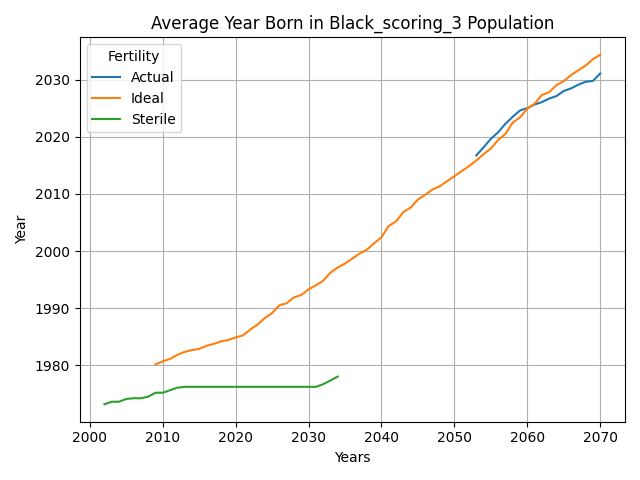 Average Year Born in Black_scoring_3 Population
Fertility
Actual
Ideal
Sterile
Year
2030
2020
2010
2000
1990
1980
2000 2010 2020 2030 2040 2050 2060 2070
Years